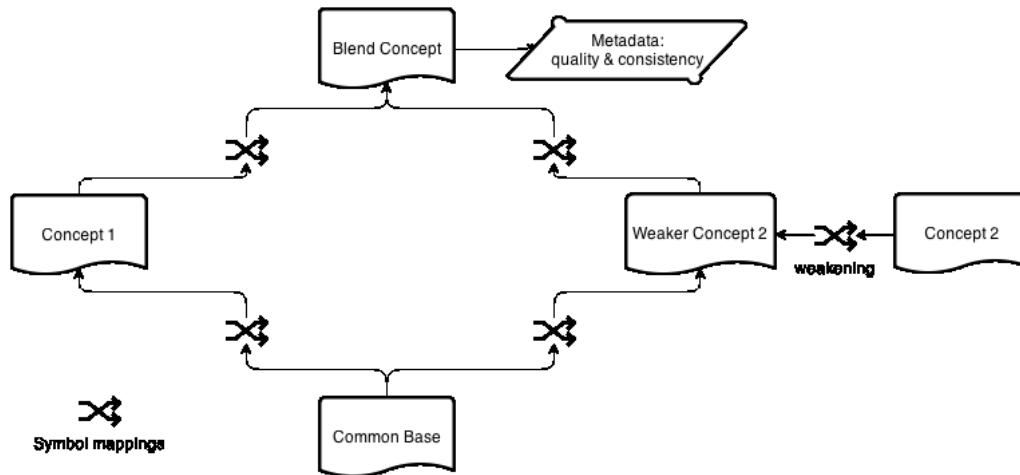 Blend Concept
Metadata:
quality & consistency
Concept 1
Weaker Concept 2
Concept 2
weakening
Symbol mappings
Common Base